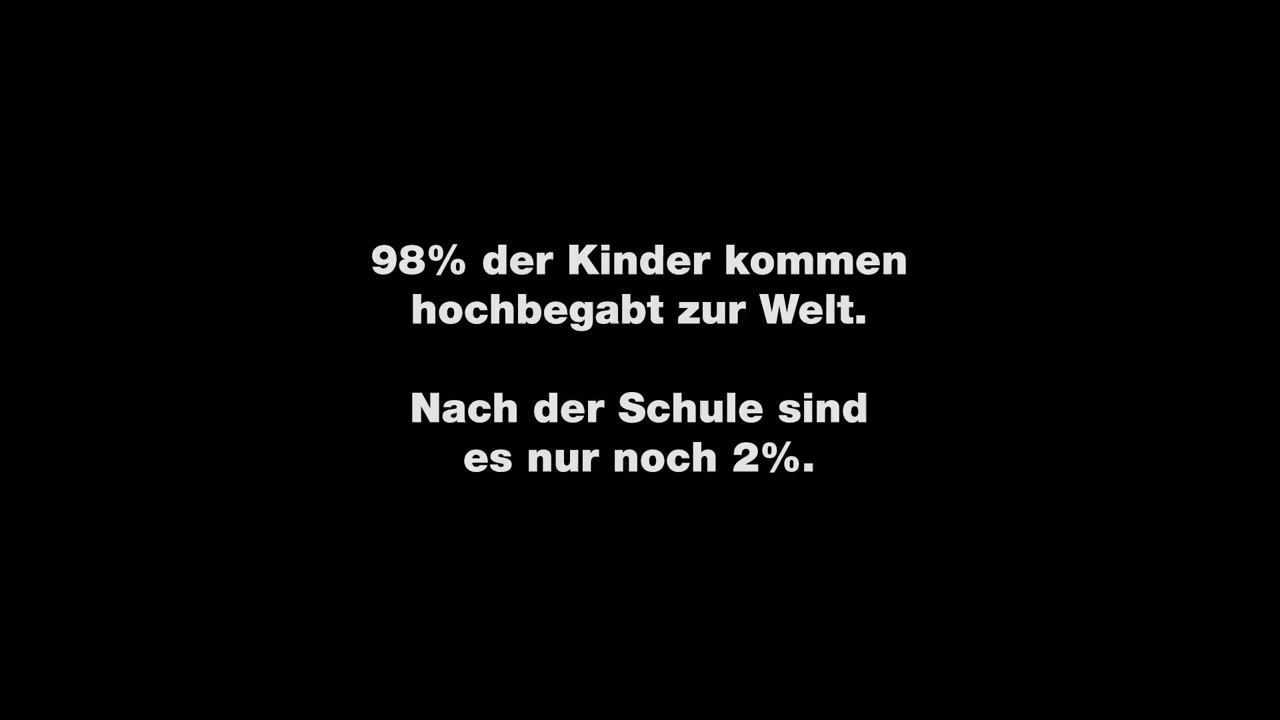 98% der Kinder kommen
hochbegabt zur Welt.
Nach der Schule sind
es nur noch 2%.